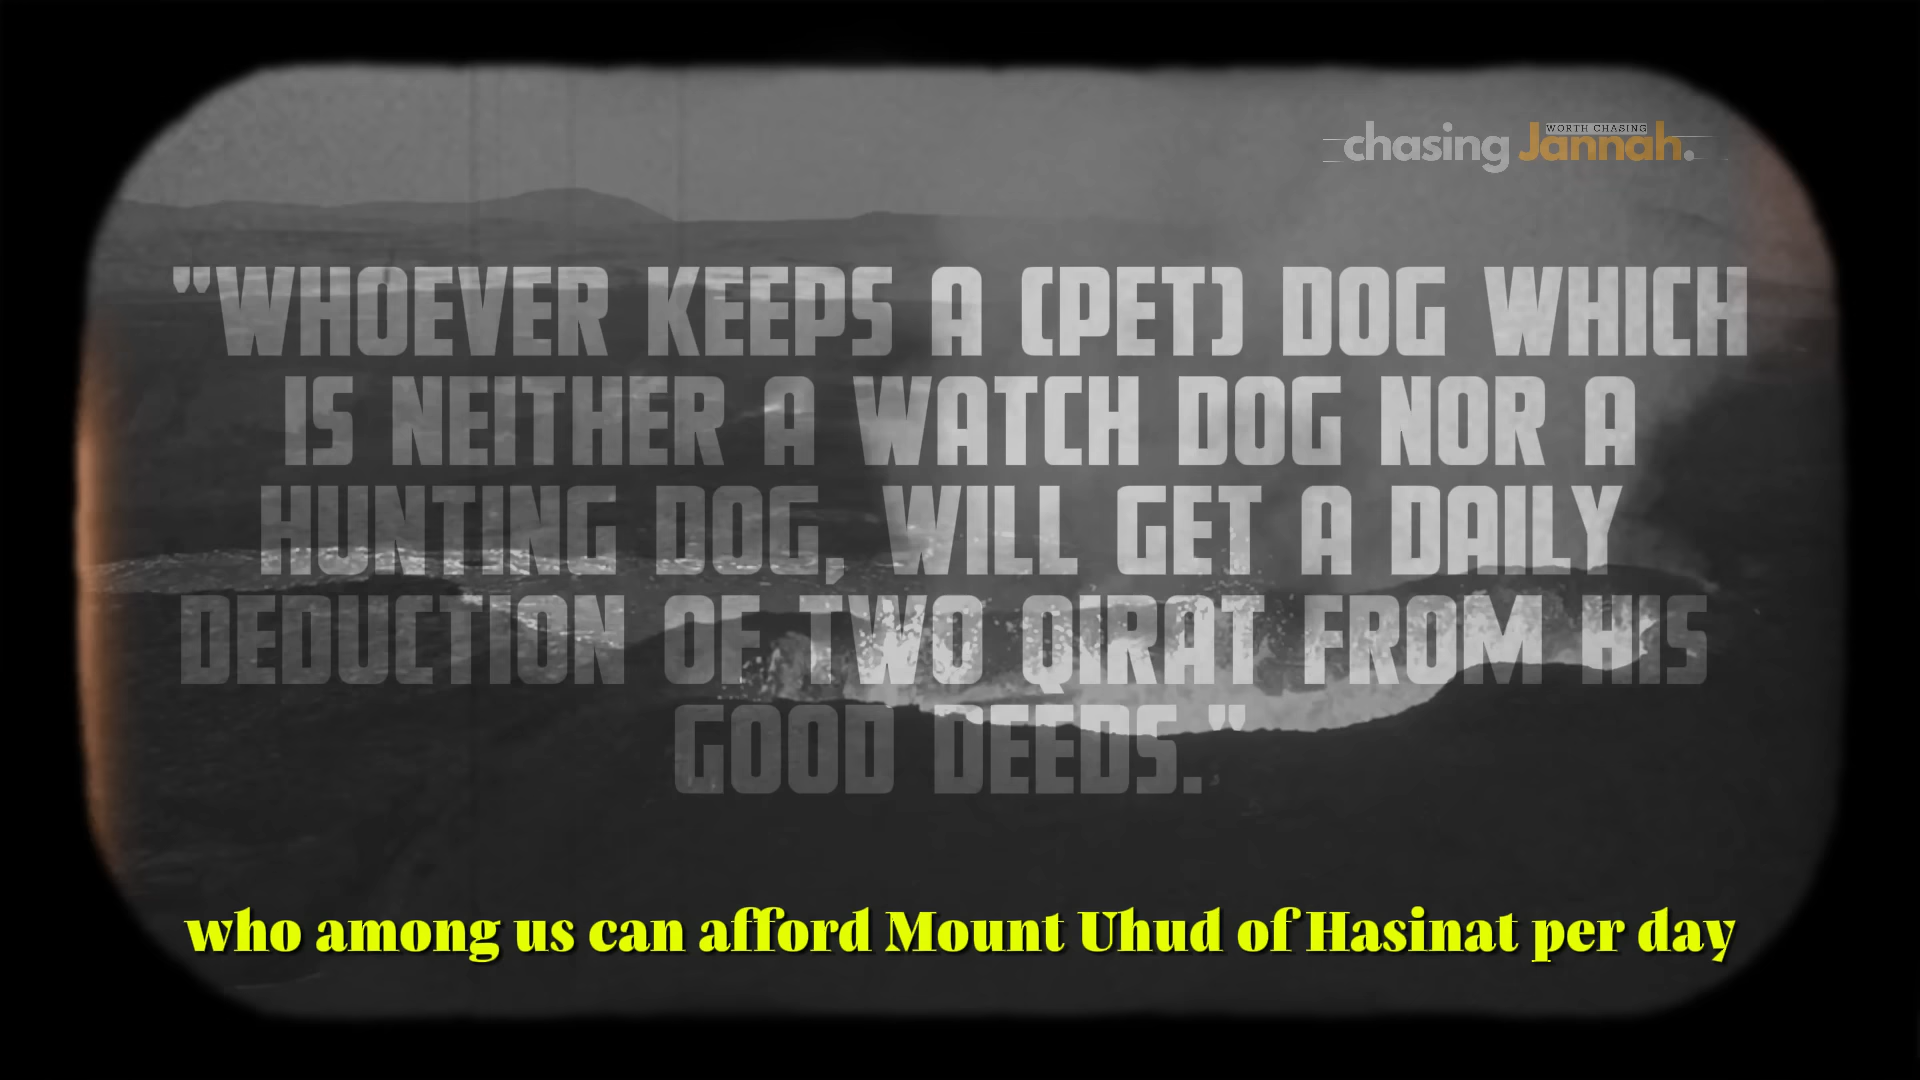 chasing Jannah.
WORTH CHASING
"WHOEVER KEEPS A (PET) DOG WHICH
IS NEITHER A WATCH DOG NOR A
HUNTING DOG, WILL GET A DAILY
DEDUCTION OF TWO QIRAT FROM HIS
GOOD DEEDS."
who among us can afford Mount Uhud of Hasinat per day